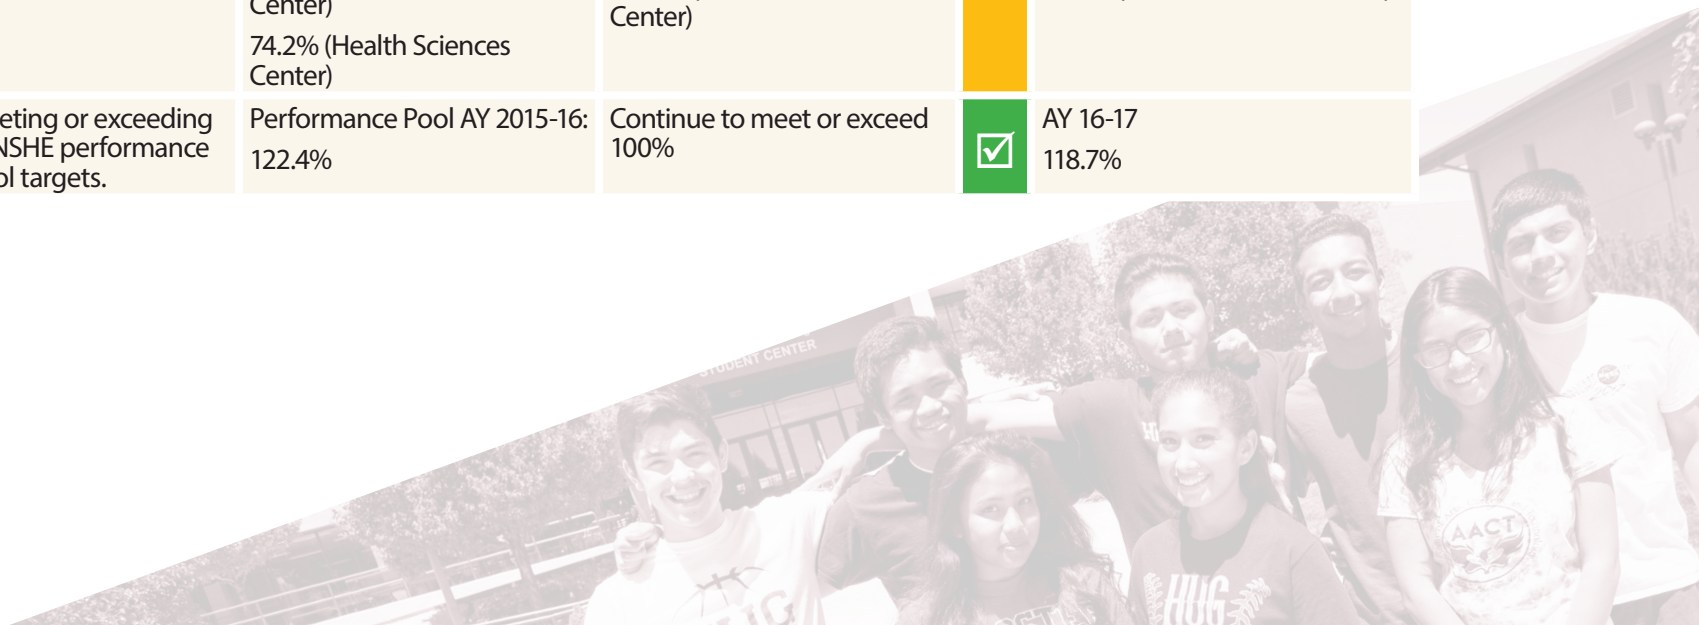 Center)
74.2% (Health Sciences
Center)
Center)
eting or exceeding
NSHE performance
ol targets.
Performance Pool AY 2015-16:
122.4%
Continue to meet or exceed
100%
AY 16-17
118.7%
STUDENT CENTER
AACT
HUG